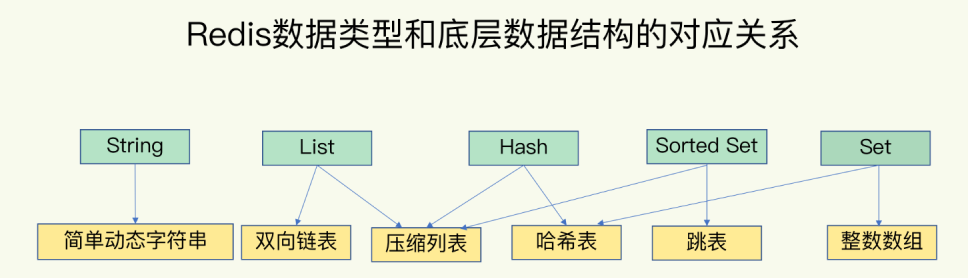 Redis数据类型和底层数据结构的对应关系
String
List
Hash
Sorted Set
Set
简单动态字符串
双向链表
压缩列表
哈希表
跳表
整数数组